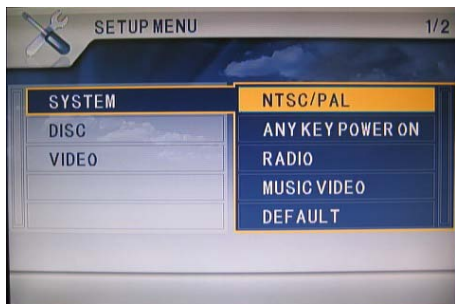 SETUP MENU 1/2
SYSTEM
DISC
VIDEO
NTSC/PAL
ANY KEY POWER ON
RADIO
MUSIC VIDEO
DEFAULT